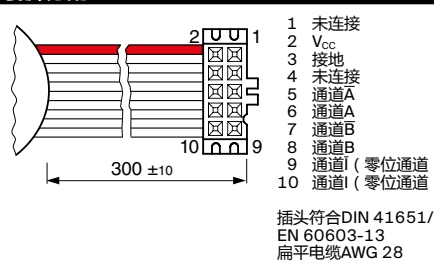 2
1
10
9
300 ±10
1 未连接
2 Vcc
3 接地
4 未连接
5 通道A̅
6 通道A
7 通道B̅
8 通道B
9 通道I̅ ( 零位通道
10 通道I ( 零位通道
插头符合DIN 41651/
EN 60603-13
扁平电缆AWG 28